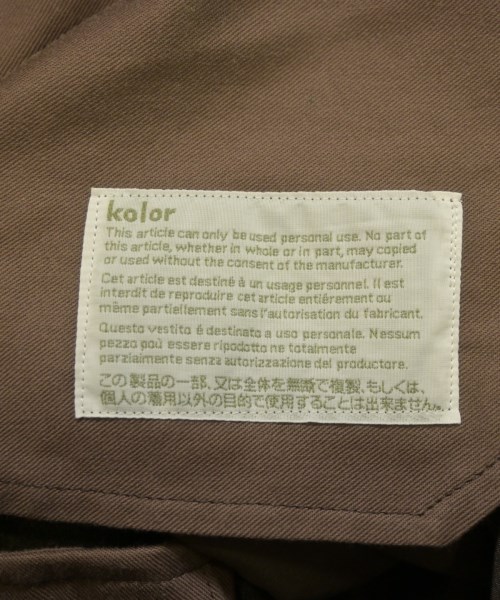 kolor
This article can only be used personal use. No part of
this article, whether in whole or in part, may copied
or used without the consent of the manufacturer.
Cet article est destiné à un usage personnel. Il est
interdit de reproduire cet article entiérement ou
même partiellement sans l'autorisation du fabricant.
Questo vestito é destinato a uso personale. Nessum
pezzo poú essere ripodotto ne totalmente
parzialmente senza autorizzazione del productore.
この製品の一部、又は全体を無断で複製、もしくは、
個人の着用以外の目的で使用することは出来ません。